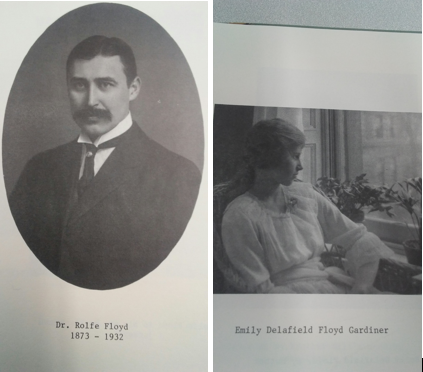 Dr. Rolfe Floyd
1873 - 1932
Emily Delafield Floyd Gardiner